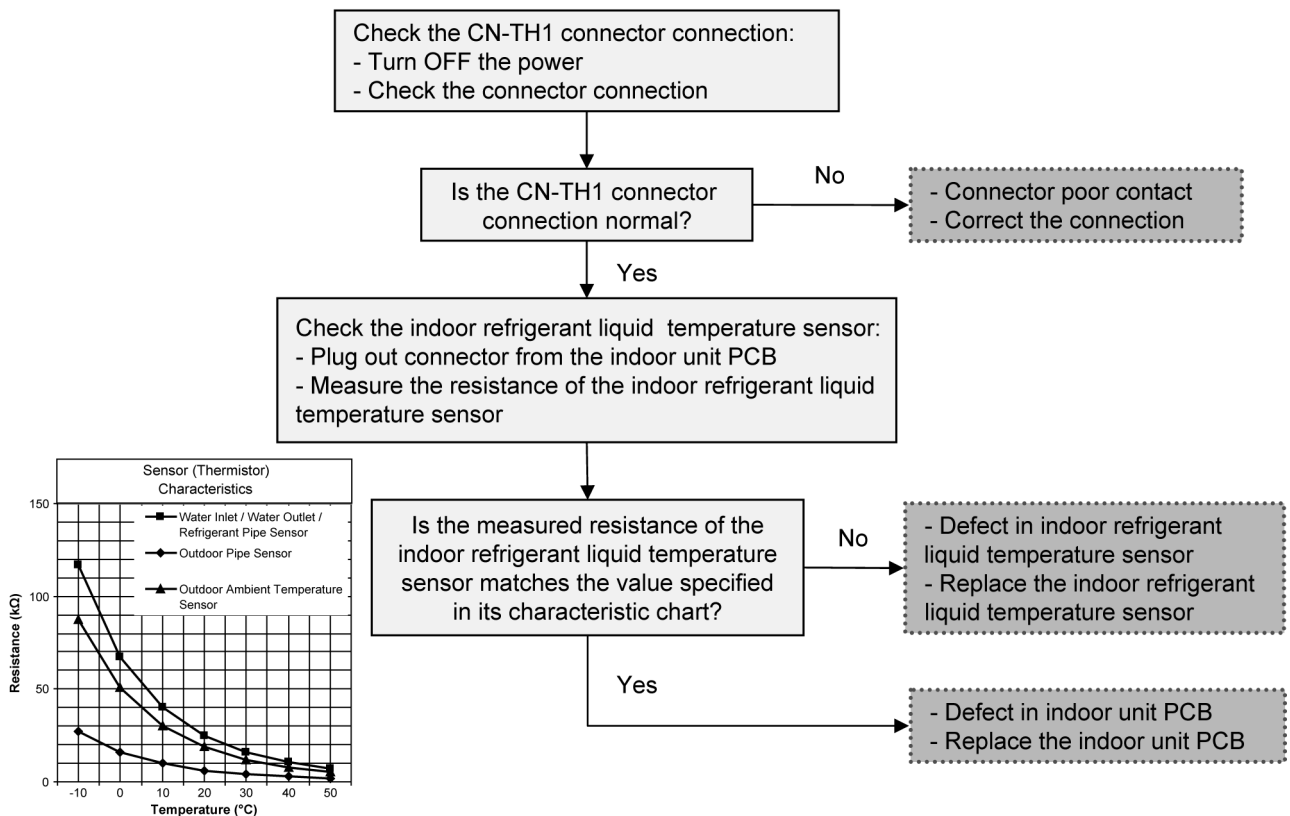 Check the CN-TH1 connector connection:
- Turn OFF the power
- Check the connector connection
Is the CN-TH1 connector
connection normal?
No
- Connector poor contact
- Correct the connection
Yes
Check the indoor refrigerant liquid temperature sensor:
- Plug out connector from the indoor unit PCB
- Measure the resistance of the indoor refrigerant liquid
temperature sensor
Is the measured resistance of the
indoor refrigerant liquid temperature
sensor matches the value specified
in its characteristic chart?
No
- Defect in indoor refrigerant
liquid temperature sensor
- Replace the indoor refrigerant
liquid temperature sensor
Yes
- Defect in indoor unit PCB
- Replace the indoor unit PCB
Sensor (Thermistor)
Characteristics
Water Inlet / Water Outlet /
Refrigerant Pipe Sensor
Outdoor Pipe Sensor
Outdoor Ambient Temperature
Sensor
Resistance (kΩ)
150
100
50
0
-10 0 10 20 30 40 50
Temperature (°C)